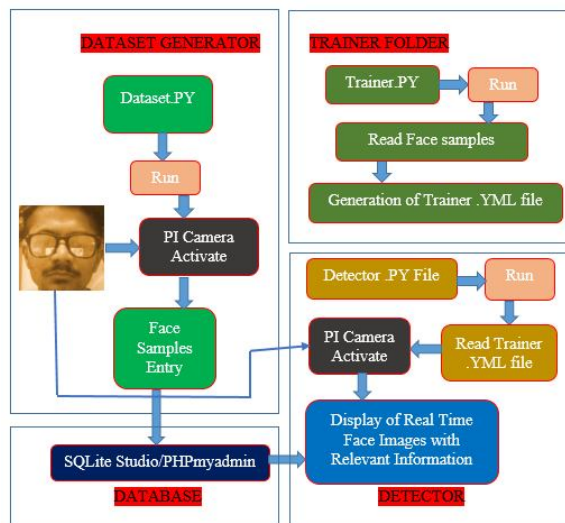 DATASET GENERATOR
Dataset.PY
Run
PI Camera
Activate
Face
Samples
Entry
TRAINER FOLDER
Trainer.PY
Run
Read Face samples
Generation of Trainer .YML file
Detector .PY File
Run
PI Camera
Activate
Read Trainer
.YML file
Display of Real Time
Face Images with
Relevant Information
SQLite Studio/PHPmyadmin
DATABASE
DETECTOR